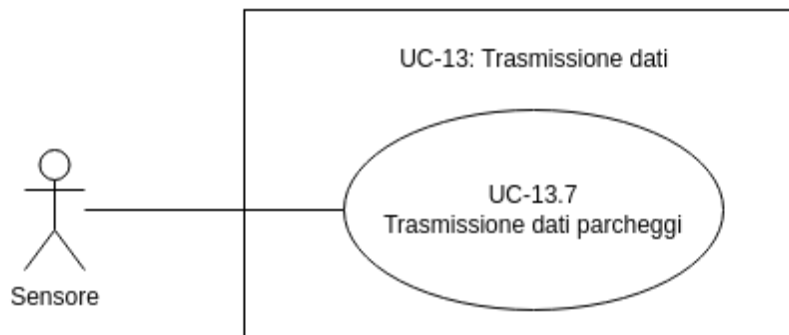 UC-13: Trasmissione dati
UC-13.7
Trasmissione dati parcheggi
Sensore